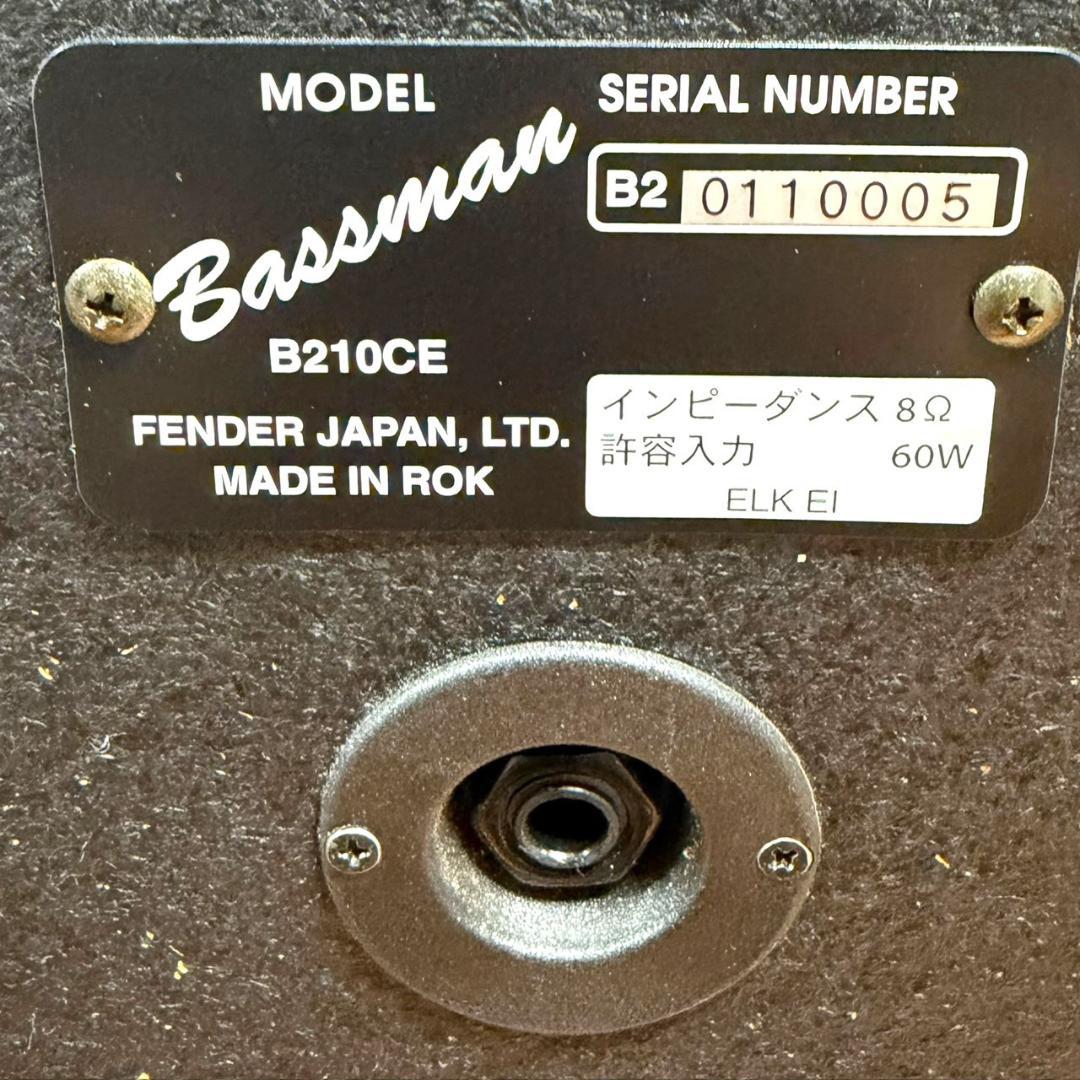 MODEL
Bassman
B210CE
FENDER JAPAN, LTD.
MADE IN ROK
SERIAL NUMBER
B2 0110005
インピーダンス 8Ω
許容入力 60W
ELK EI